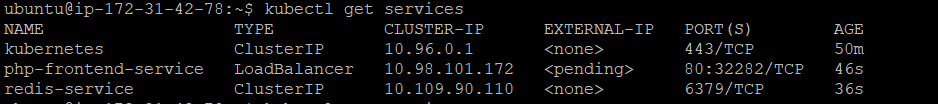 ubuntu@ip-172-31-42-78:~$ kubectl get services
NAME TYPE CLUSTER-IP EXTERNAL-IP PORT(S) AGE
kubernetes ClusterIP 10.96.0.1 <none> 443/TCP 50m
php-frontend-service LoadBalancer 10.98.101.172 <pending> 80:32282/TCP 46s
redis-service ClusterIP 10.109.90.110 <none> 6379/TCP 36s